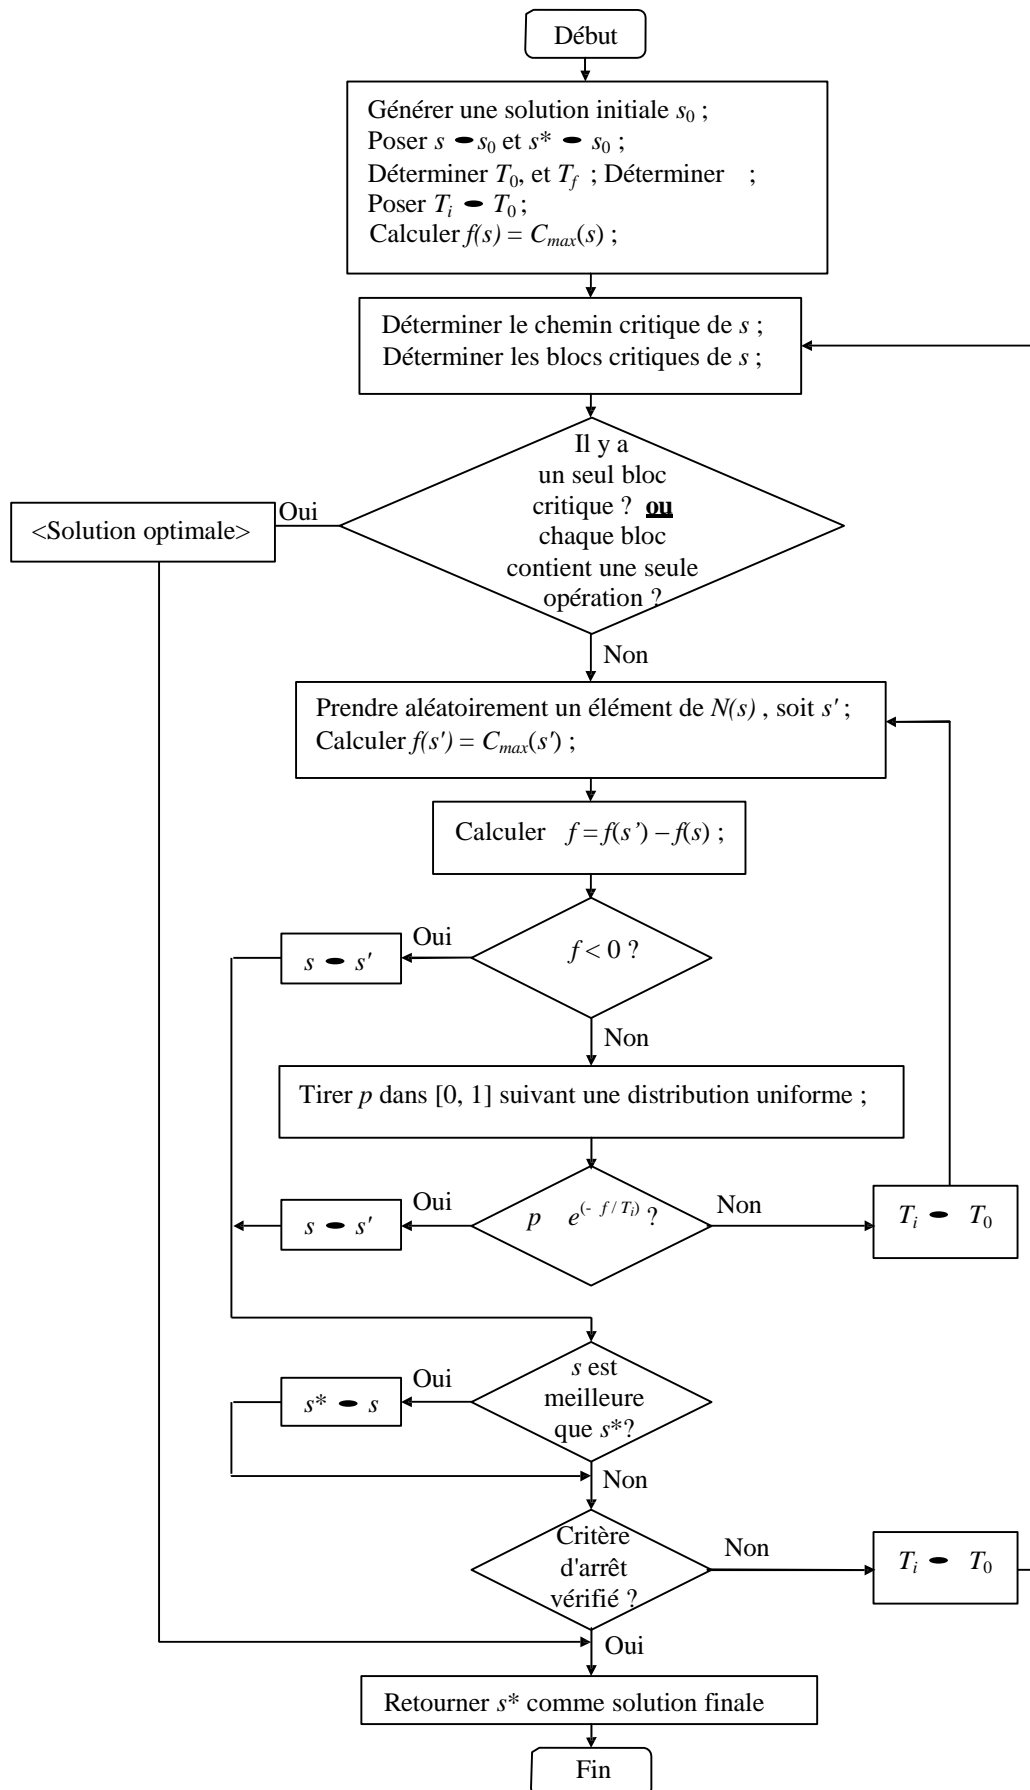 Début
Générer une solution initiale s0 ;
Poser s s0 et s* s0 ;
Déterminer T0, et Tf ; Déterminer ;
Poser Ti T0 ;
Calculer f(s) = Cmax(s) ;
Déterminer le chemin critique de s ;
Déterminer les blocs critiques de s ;
Il y a
un seul bloc
critique ? ou
chaque bloc
contient une seule
opération ?
Oui
<Solution optimale>
Non
Prendre aléatoirement un élément de N(s) , soit s' ;
Calculer f(s') = Cmax(s') ;
Calculer f = f(s’) – f(s) ;
f < 0 ?
Oui
s s'
Non
Tirer p dans [0, 1] suivant une distribution uniforme ;
p e(- f / Ti) ?
Oui
s s'
Non
Ti T0
s est
meilleure
que s*?
Oui
s* s
Non
Critère
d'arrêt
vérifié ?
Non
Ti T0
Oui
Retourner s* comme solution finale
Fin